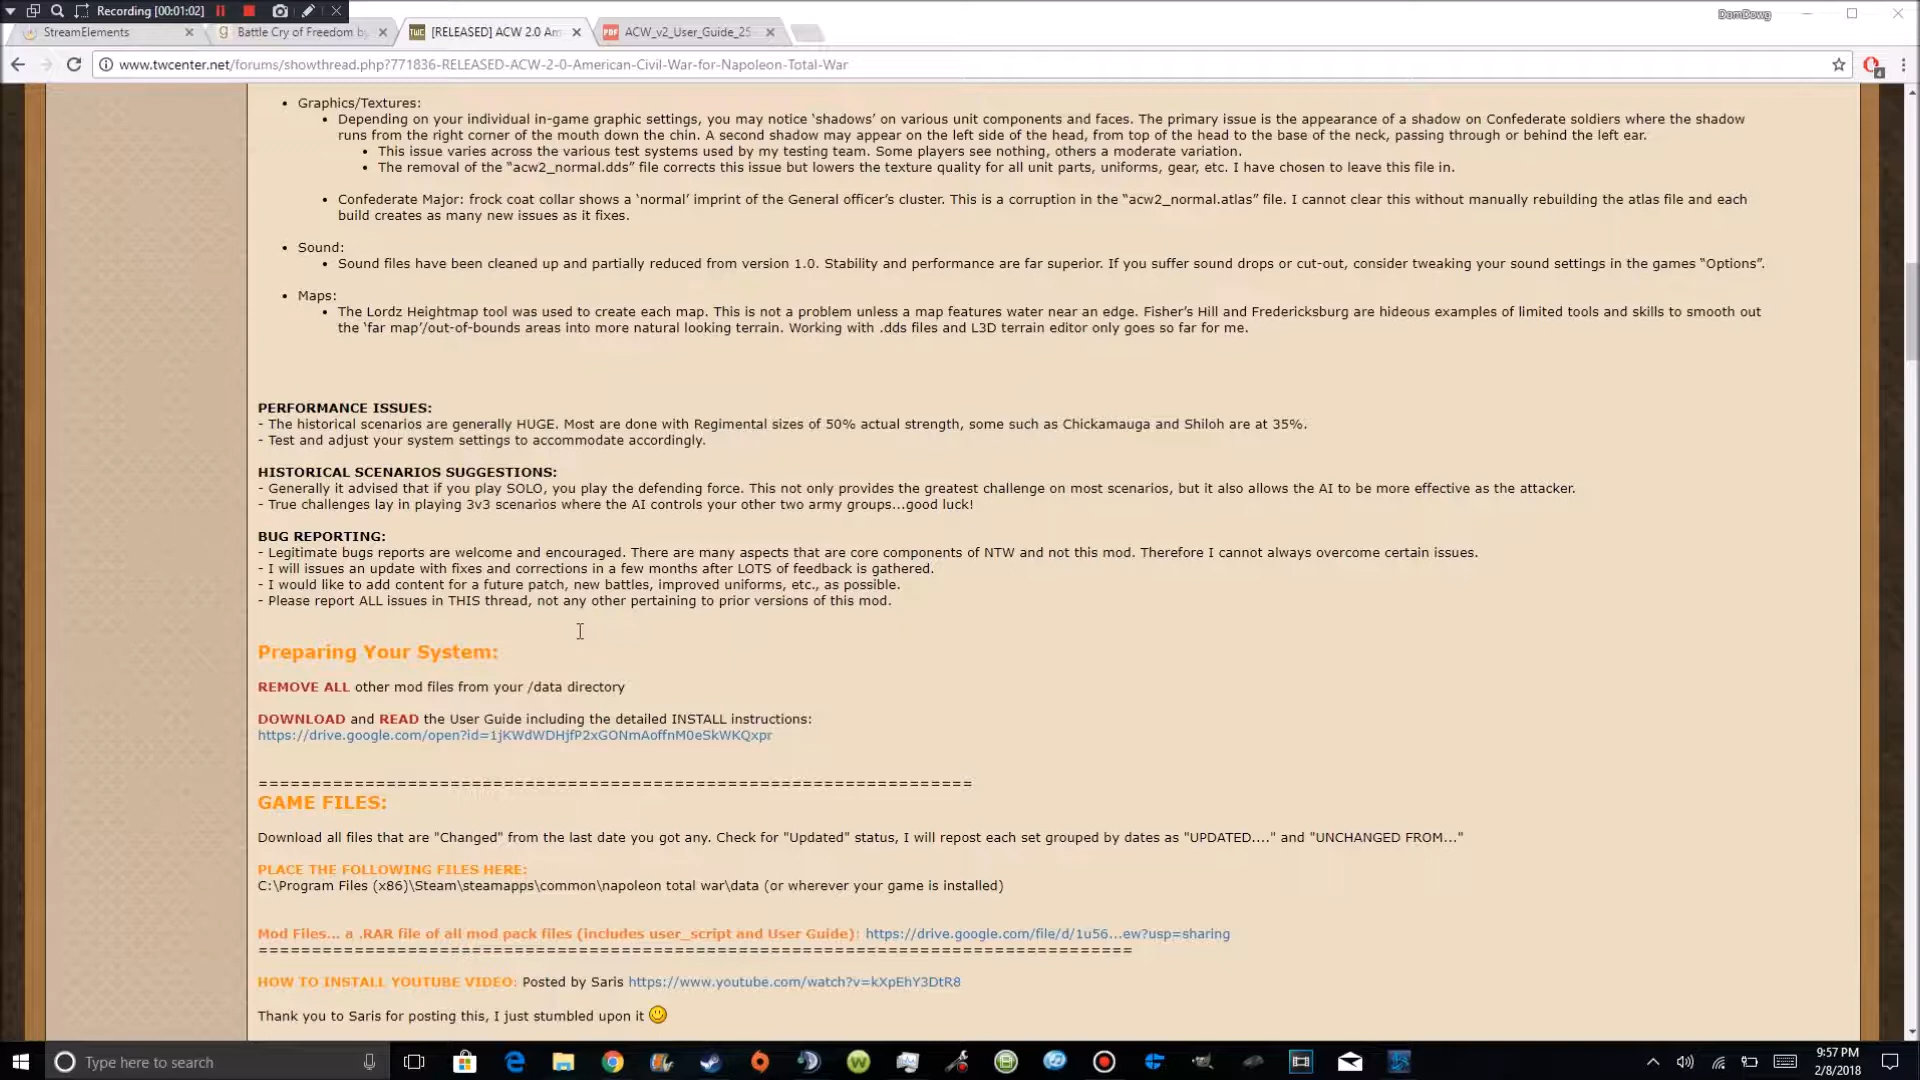 Recording [00:01:02]
DomDowg
StreamElements
Battle Cry of Freedom by
TWC [RELEASED] ACW 2.0 Am
PDF ACW_v2_User_Guide_25
www.twcenter.net/forums/showthread.php?771836-RELEASED-ACW-2-0-American-Civil-War-for-Napoleon-Total-War
4
• Graphics/Textures:
• Depending on your individual in-game graphic settings, you may notice ‘shadows’ on various unit components and faces. The primary issue is the appearance of a shadow on Confederate soldiers where the shadow
runs from the right corner of the mouth down the chin. A second shadow may appear on the left side of the head, from top of the head to the base of the neck, passing through or behind the left ear.
• This issue varies across the various test systems used by my testing team. Some players see nothing, others a moderate variation.
• The removal of the “acw2_normal.dds” file corrects this issue but lowers the texture quality for all unit parts, uniforms, gear, etc. I have chosen to leave this file in.
• Confederate Major: frock coat collar shows a ‘normal’ imprint of the General officer’s cluster. This is a corruption in the “acw2_normal.atlas” file. I cannot clear this without manually rebuilding the atlas file and each
build creates as many new issues as it fixes.
• Sound:
• Sound files have been cleaned up and partially reduced from version 1.0. Stability and performance are far superior. If you suffer sound drops or cut-out, consider tweaking your sound settings in the games “Options”.
• Maps:
• The Lordz Heightmap tool was used to create each map. This is not a problem unless a map features water near an edge. Fisher’s Hill and Fredericksburg are hideous examples of limited tools and skills to smooth out
the ‘far map’/out-of-bounds areas into more natural looking terrain. Working with .dds files and L3D terrain editor only goes so far for me.
PERFORMANCE ISSUES:
- The historical scenarios are generally HUGE. Most are done with Regimental sizes of 50% actual strength, some such as Chickamauga and Shiloh are at 35%.
- Test and adjust your system settings to accommodate accordingly.
HISTORICAL SCENARIOS SUGGESTIONS:
- Generally it advised that if you play SOLO, you play the defending force. This not only provides the greatest challenge on most scenarios, but it also allows the AI to be more effective as the attacker.
- True challenges lay in playing 3v3 scenarios where the AI controls your other two army groups...good luck!
BUG REPORTING:
- Legitimate bugs reports are welcome and encouraged. There are many aspects that are core components of NTW and not this mod. Therefore I cannot always overcome certain issues.
- I will issues an update with fixes and corrections in a few months after LOTS of feedback is gathered.
- I would like to add content for a future patch, new battles, improved uniforms, etc., as possible.
- Please report ALL issues in THIS thread, not any other pertaining to prior versions of this mod.
Preparing Your System:
REMOVE ALL other mod files from your /data directory
DOWNLOAD and READ the User Guide including the detailed INSTALL instructions:
https://drive.google.com/open?id=1jKWdWDHjfP2xGONmAoffnM0eSkWKQxpr
===================================================================
GAME FILES:
Download all files that are "Changed" from the last date you got any. Check for "Updated" status, I will repost each set grouped by dates as "UPDATED...." and "UNCHANGED FROM..."
PLACE THE FOLLOWING FILES HERE:
C:\Program Files (x86)\Steam\steamapps\common\napoleon total war\data (or wherever your game is installed)
Mod Files... a .RAR file of all mod pack files (includes user_script and User Guide): https://drive.google.com/file/d/1u56...ew?usp=sharing
==================================================================================
HOW TO INSTALL YOUTUBE VIDEO: Posted by Saris https://www.youtube.com/watch?v=kXpEhY3DtR8
Thank you to Saris for posting this, I just stumbled upon it
Type here to search
9:57 PM
2/8/2018